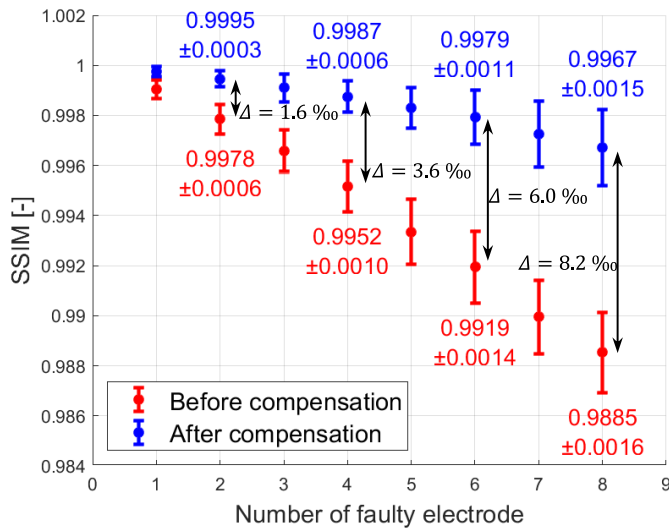 1.002
1
0.998
0.996
0.994
0.992
0.99
0.988
0.986
0.984
SSIM [-]
0.9995
±0.0003
0.9987
±0.0006
0.9979
±0.0011
0.9967
±0.0015
Δ = 1.6 ‰
Δ = 3.6 ‰
Δ = 6.0 ‰
Δ = 8.2 ‰
0.9978
±0.0006
0.9952
±0.0010
0.9919
±0.0014
0.9885
±0.0016
Before compensation
After compensation
0 1 2 3 4 5 6 7 8 9
Number of faulty electrode